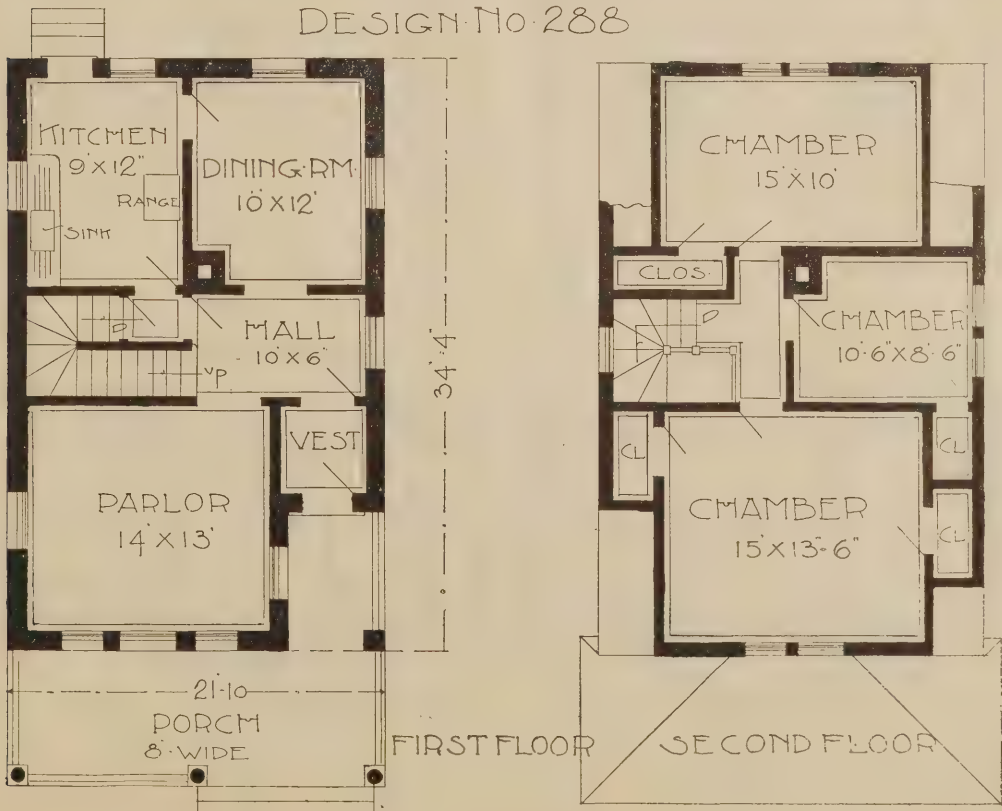 DESIGN·No·288
KITCHEN
9'X12"
RANGE
SINK
DINING·RM·
10'X12'
D
HALL
10'X6'
UP
VEST
PARLOR
14'X13'
34'-4"
21-10
PORCH
8'-WIDE
FIRST FLOOR
CHAMBER
15'X10'
CLOS·
D
CHAMBER
10'-6"X8'-6"
CL
CL
CHAMBER
15'X13'-6"
CL
SECOND FLOOR